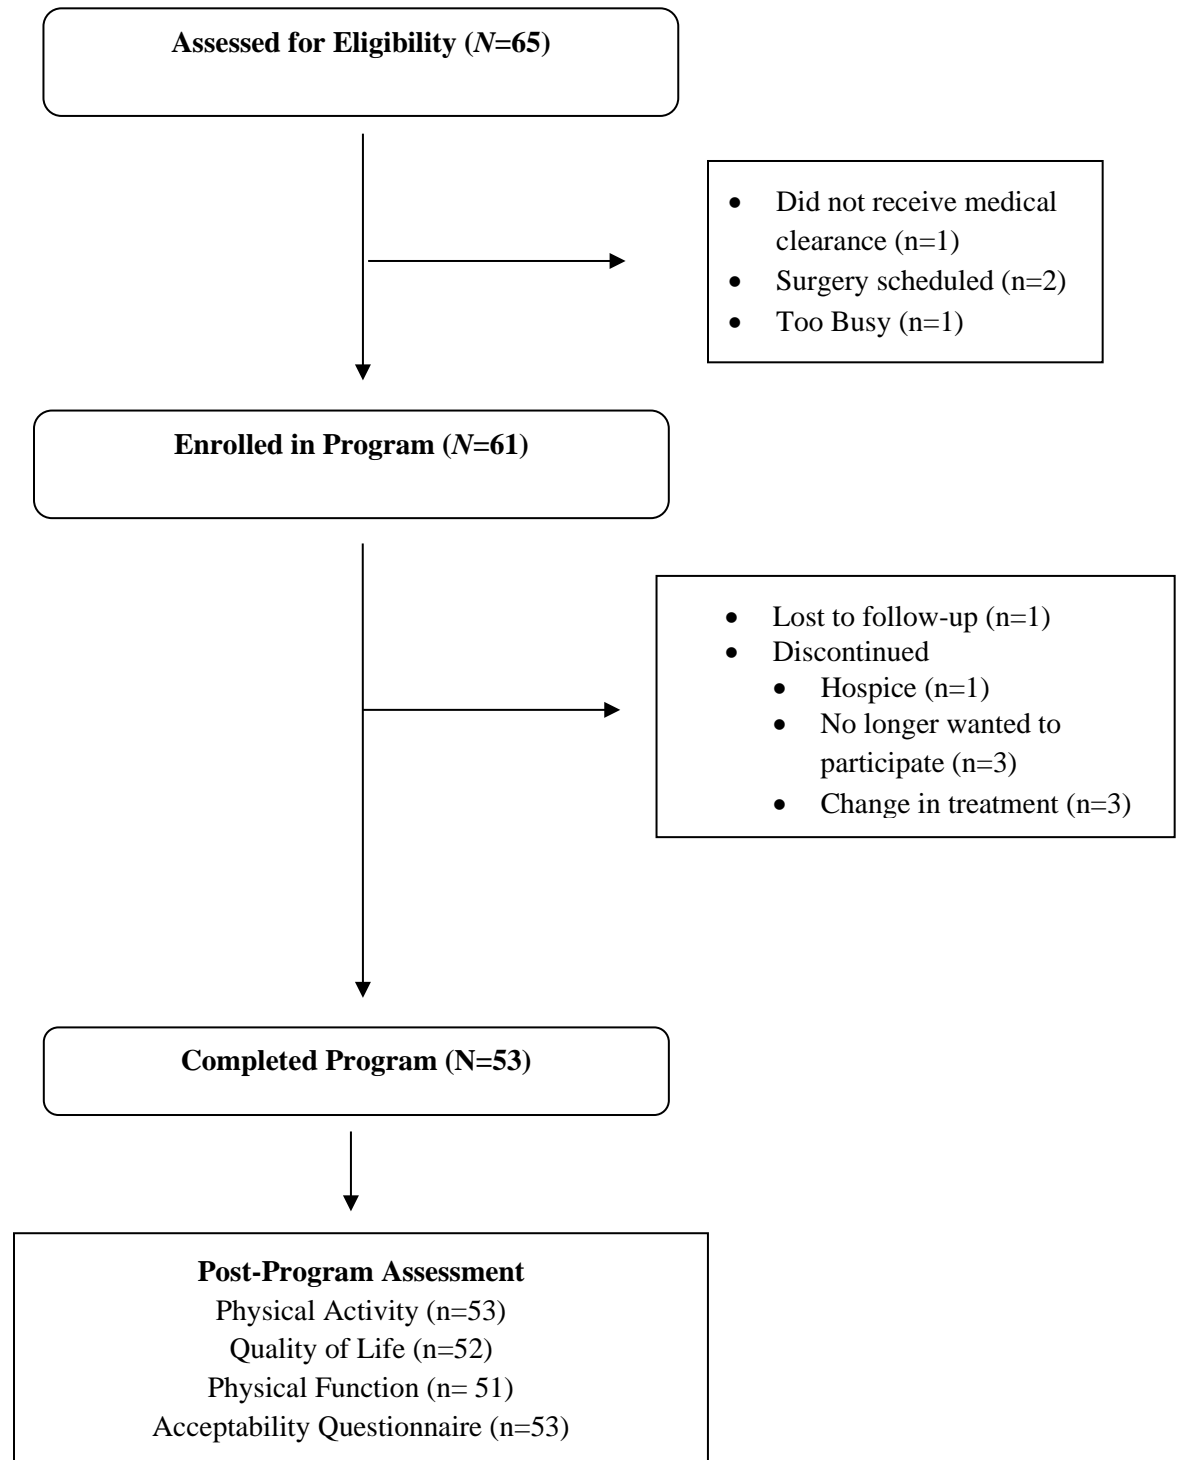 Assessed for Eligibility (N=65)
• Did not receive medical
clearance (n=1)
• Surgery scheduled (n=2)
• Too Busy (n=1)
Enrolled in Program (N=61)
• Lost to follow-up (n=1)
• Discontinued
• Hospice (n=1)
• No longer wanted to
participate (n=3)
• Change in treatment (n=3)
Completed Program (N=53)
Post-Program Assessment
Physical Activity (n=53)
Quality of Life (n=52)
Physical Function (n= 51)
Acceptability Questionnaire (n=53)